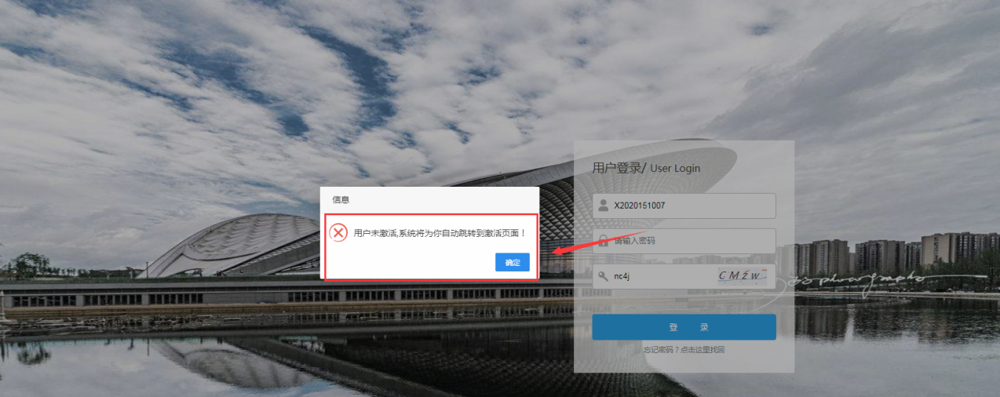 用户登录/ User Login
信息
X2020151007
用户未激活,系统将为你自动跳转到激活页面！
请输入密码
确定
nc4j
CMZW
登 录
忘记密码？点击这里找回